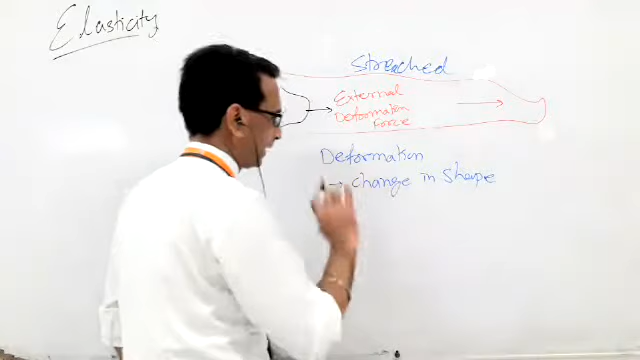 Elasticity
Stretched
External
Deformation
Force
Deformation
→ change in Shape